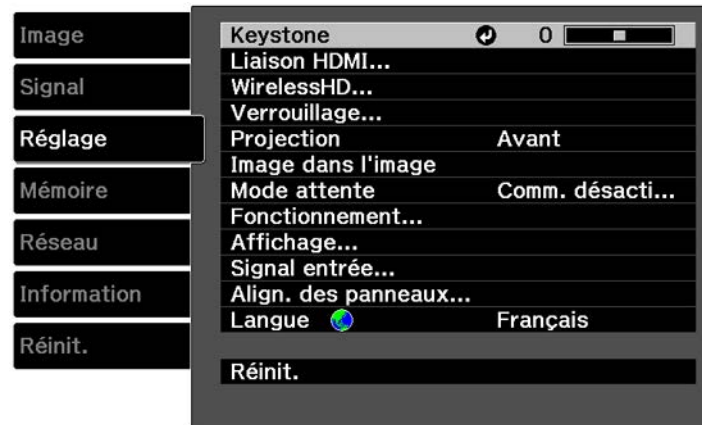 Image
Signal
Réglage
Mémoire
Réseau
Information
Réinit.
Keystone 0
Liaison HDMI...
WirelessHD...
Verrouillage...
Projection Avant
Image dans l'image
Mode attente Comm. désacti...
Fonctionnement...
Affichage...
Signal entrée...
Align. des panneaux...
Langue Français
Réinit.